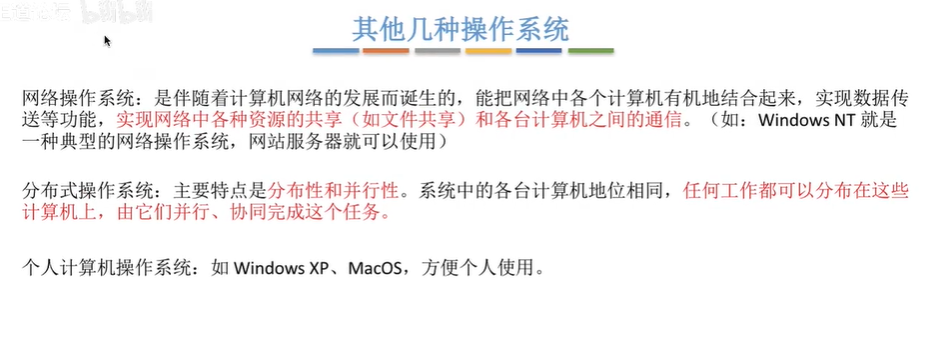 其他几种操作系统
网络操作系统：是伴随着计算机网络的发展而诞生的，能把网络中各个计算机有机地结合起来，实现数据传
送等功能，实现网络中各种资源的共享（如文件共享）和各台计算机之间的通信。（如：Windows NT 就是
一种典型的网络操作系统，网站服务器就可以使用）
分布式操作系统：主要特点是分布性和并行性。系统中的各台计算机地位相同，任何工作都可以分布在这些
计算机上，由它们并行、协同完成这个任务。
个人计算机操作系统：如 Windows XP、MacOS，方便个人使用。